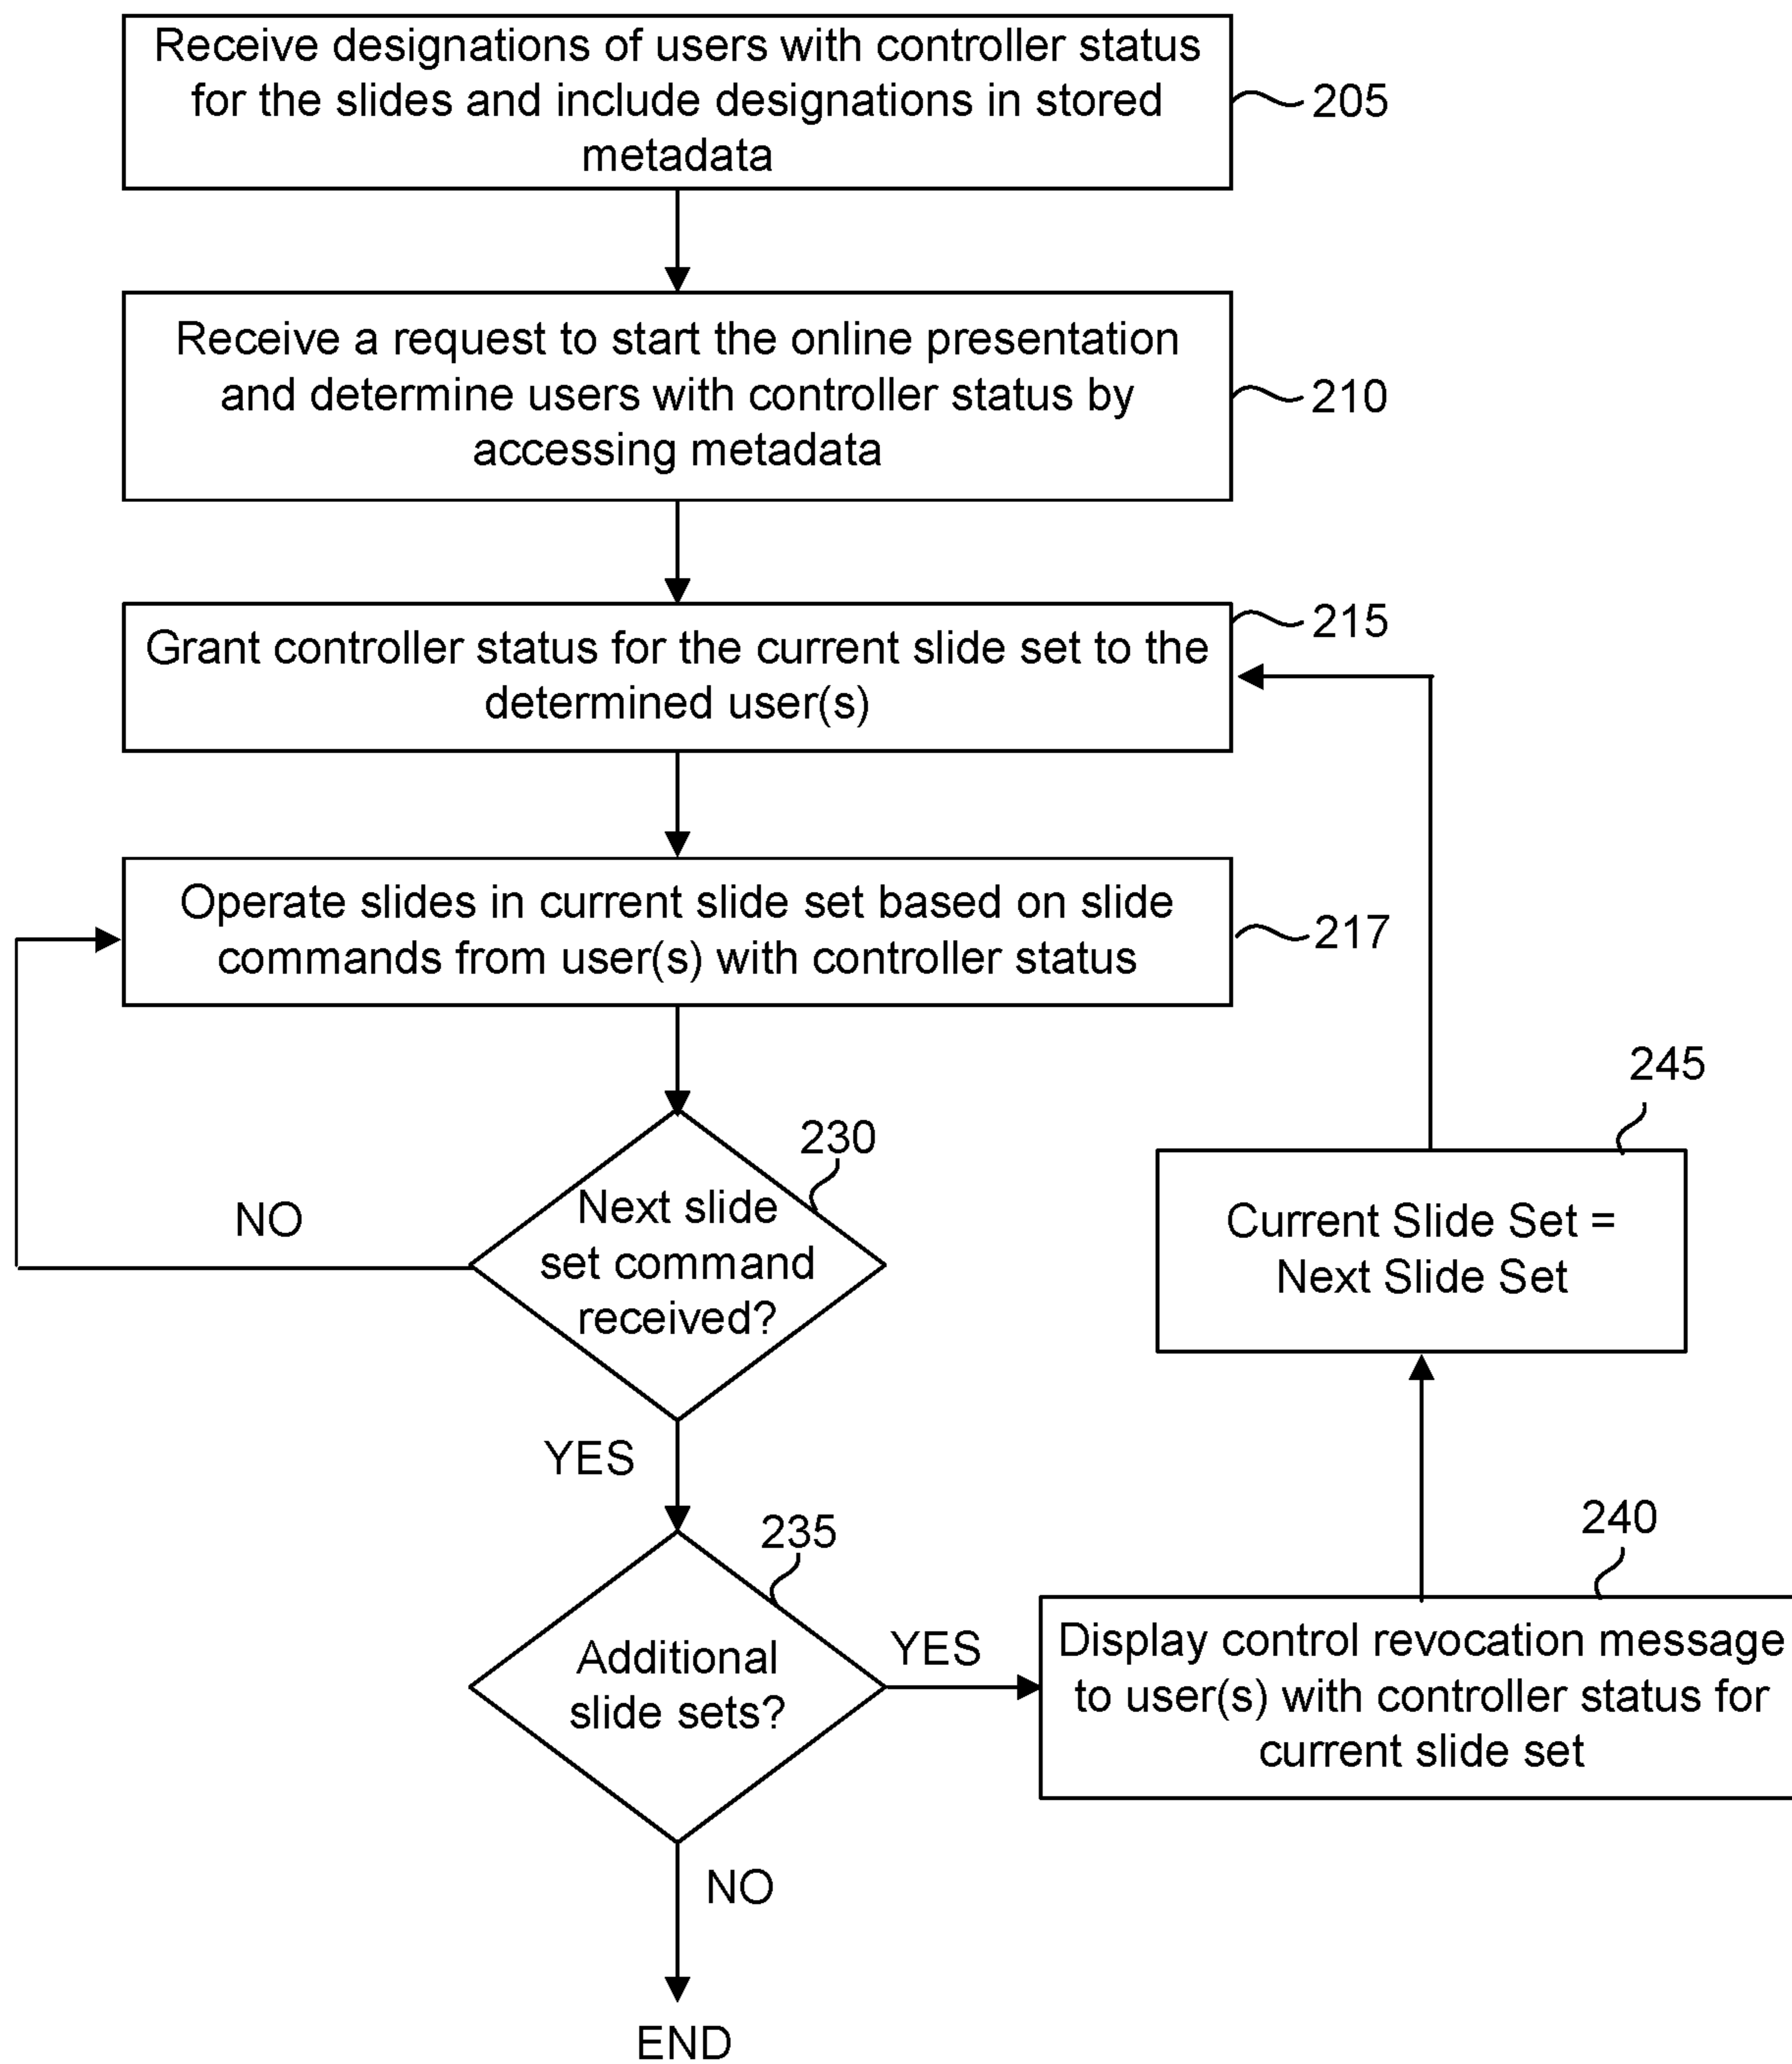 Receive designations of users with controller status
for the slides and include designations in stored
metadata
205
Receive a request to start the online presentation
and determine users with controller status by
accessing metadata
210
Grant controller status for the current slide set to the
determined user(s)
215
Operate slides in current slide set based on slide
commands from user(s) with controller status
217
230
Next slide
set command
received?
NO
YES
245
Current Slide Set =
Next Slide Set
235
Additional
slide sets?
YES
240
Display control revocation message
to user(s) with controller status for
current slide set
NO
END